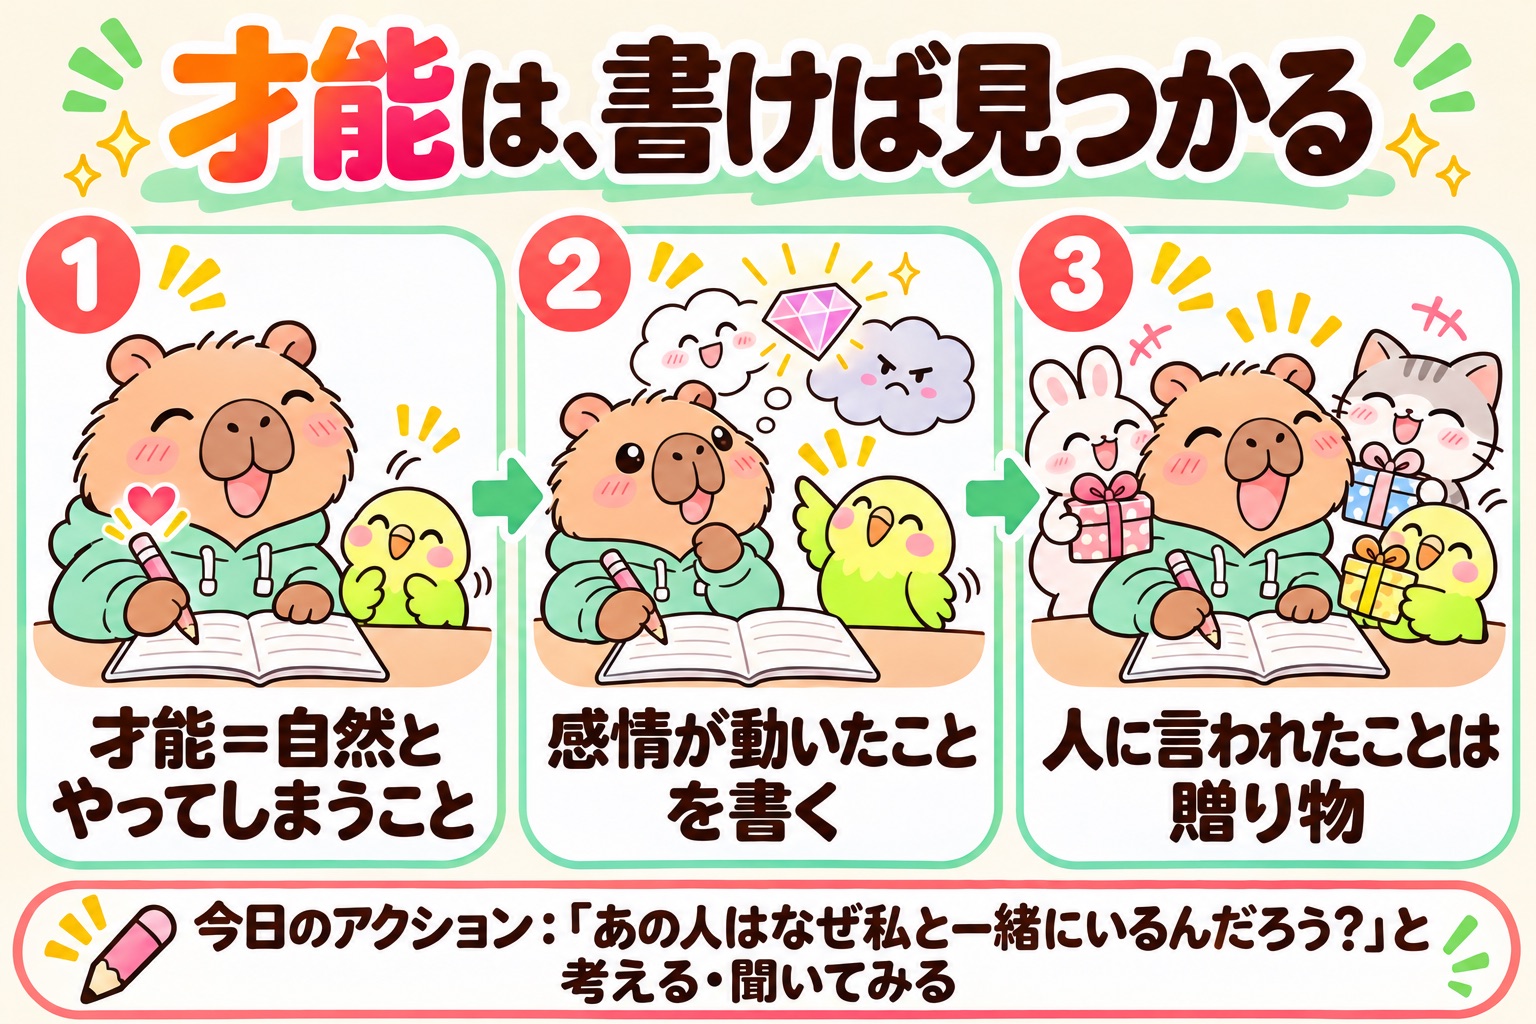 才能は、書けば見つかる
1
才能＝自然と
やってしまうこと
2
感情が動いたこと
を書く
3
人に言われたことは
贈り物
今日のアクション：「あの人はなぜ私と一緒にいるんだろう？」と
考える・聞いてみる